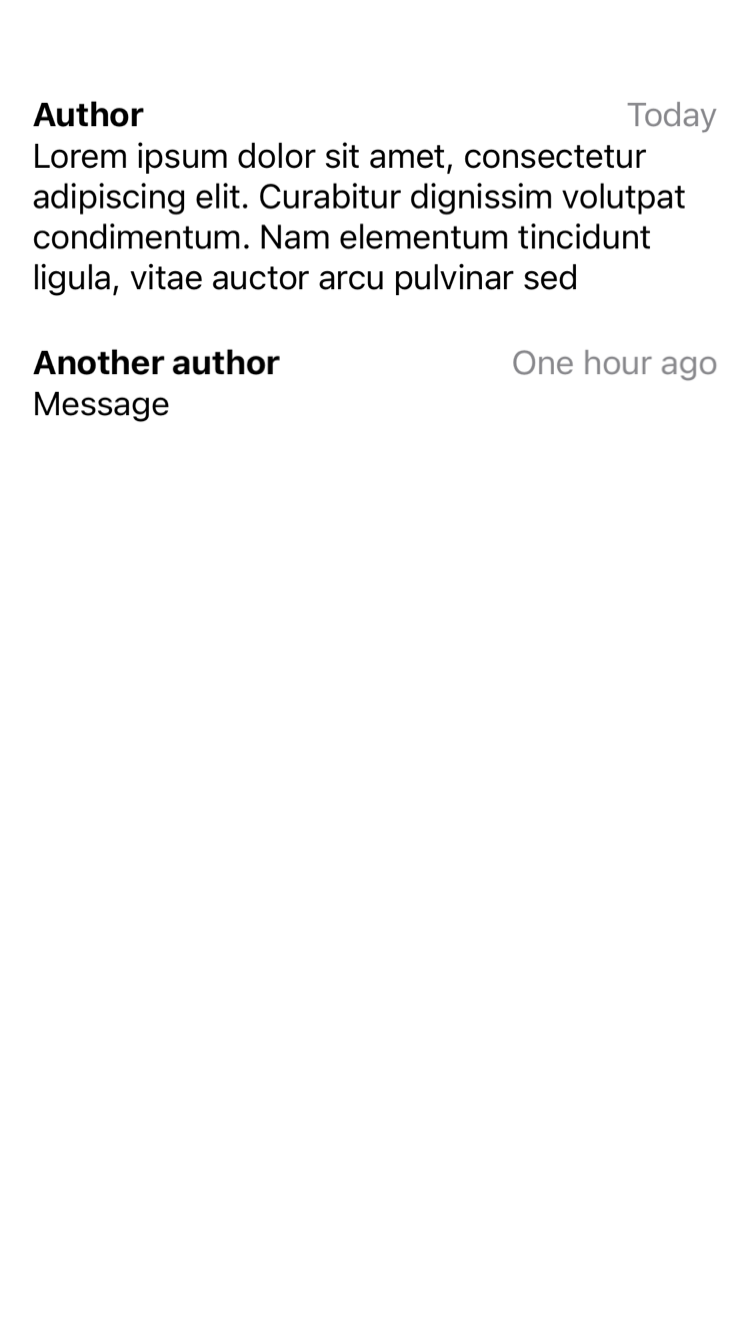 Author Today
Lorem ipsum dolor sit amet, consectetur
adipiscing elit. Curabitur dignissim volutpat
condimentum. Nam elementum tincidunt
ligula, vitae auctor arcu pulvinar sed
Another author One hour ago
Message